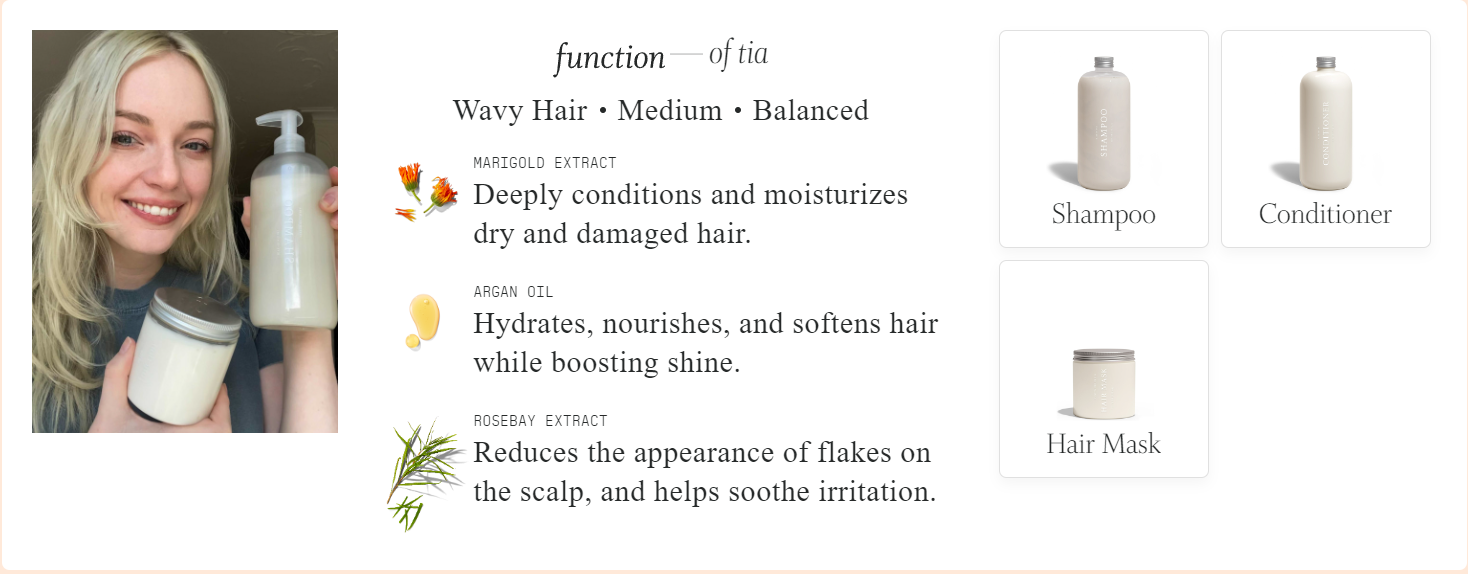 function — of tia
Wavy Hair • Medium • Balanced
MARIGOLD EXTRACT
Deeply conditions and moisturizes
dry and damaged hair.
ARGAN OIL
Hydrates, nourishes, and softens hair
while boosting shine.
ROSEBAY EXTRACT
Reduces the appearance of flakes on
the scalp, and helps soothe irritation.
SHAMPOO
Shampoo
CONDITIONER
Conditioner
HAIR MASK
Hair Mask